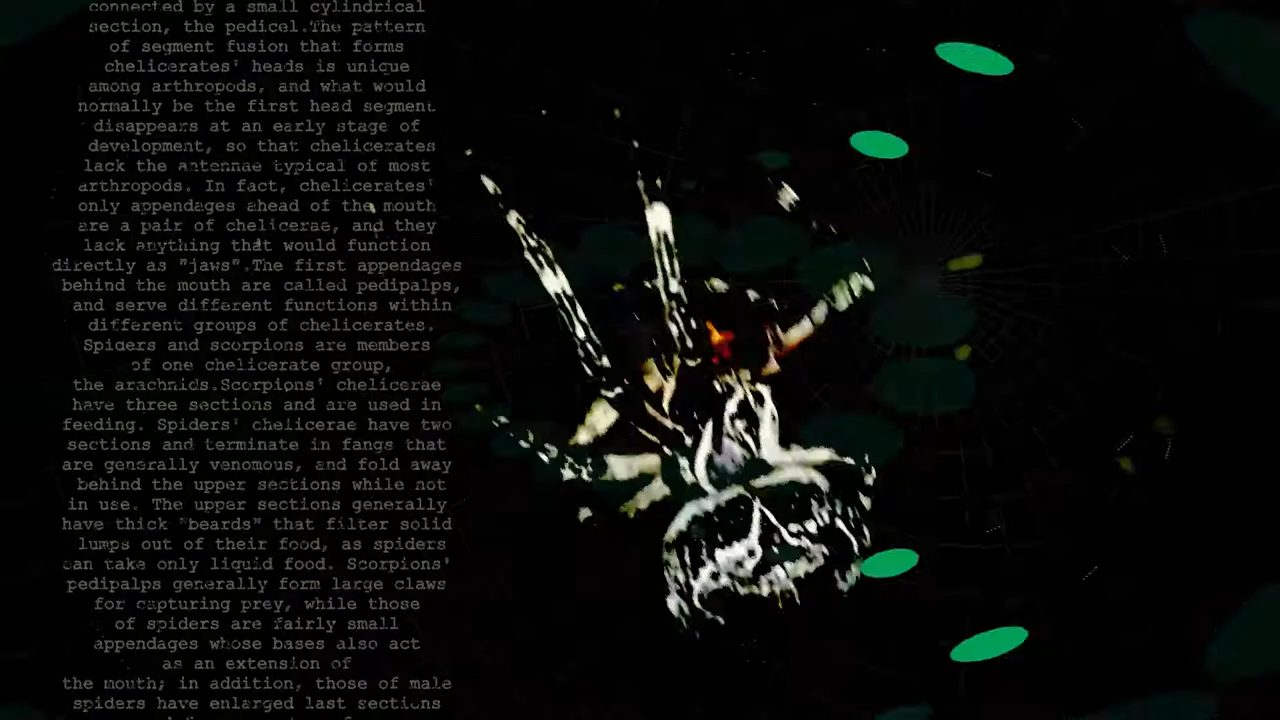 connected by a small cylindrical
section, the pedicel.The pattern
of segment fusion that forms
chelicerates' heads is unique
among arthropods, and what would
normally be the first head segment
disappears at an early stage of
development, so that chelicerates
lack the antennae typical of most
arthropods. In fact, chelicerates'
only appendages ahead of the mouth
are a pair of chelicerae, and they
lack anything that would function
directly as "jaws".The first appendages
behind the mouth are called pedipalps,
and serve different functions within
different groups of chelicerates.
Spiders and scorpions are members
of one chelicerate group,
the arachnids.Scorpions' chelicerae
have three sections and are used in
feeding. Spiders' chelicerae have two
sections and terminate in fangs that
are generally venomous, and fold away
behind the upper sections while not
in use. The upper sections generally
have thick "beards" that filter solid
lumps out of their food, as spiders
can take only liquid food. Scorpions'
pedipalps generally form large claws
for capturing prey, while those
of spiders are fairly small
appendages whose bases also act
as an extension of
the mouth; in addition, those of male
spiders have enlarged last sections